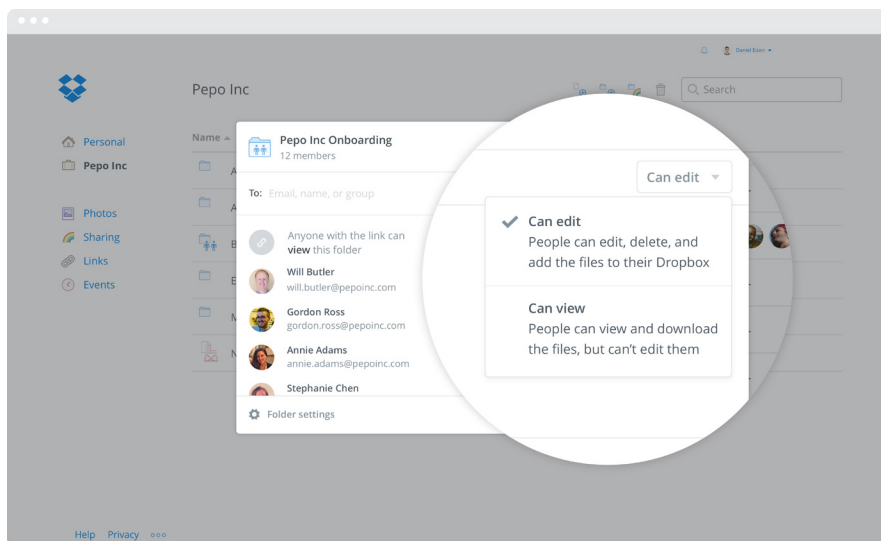 Daniel Eisen
Pepo Inc
Search
Personal
Pepo Inc
Photos
Sharing
Links
Events
Name
A
A
B
E
M
N
Pepo Inc Onboarding
12 members
To: Email, name, or group
Anyone with the link can
view this folder
Will Butler
will.butler@pepoinc.com
Gordon Ross
gordon.ross@pepoinc.com
Annie Adams
annie.adams@pepoinc.com
Stephanie Chen
Folder settings
Can edit
Can edit
People can edit, delete, and
add the files to their Dropbox
Can view
People can view and download
the files, but can’t edit them
Help Privacy